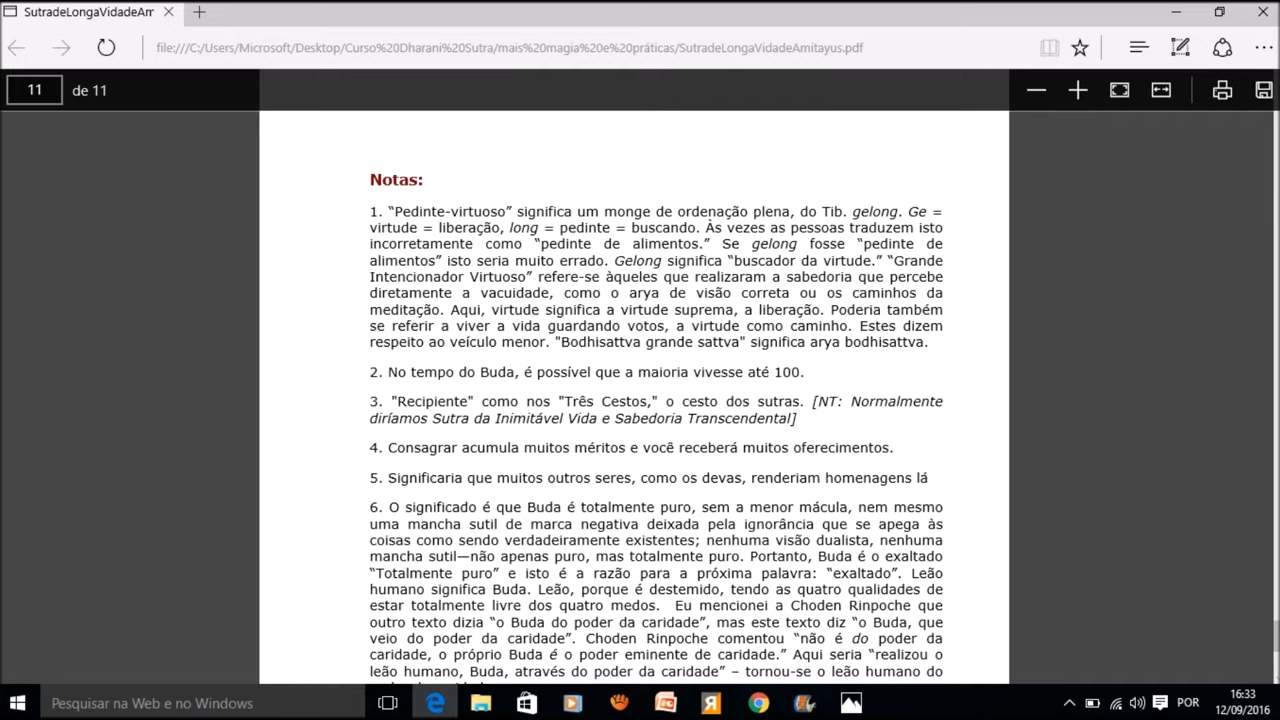 SutradeLongaVidadeAm
file:///C:/Users/Microsoft/Desktop/Curso%20Dharani%20Sutra/mais%20magia%20e%20práticas/SutradeLongaVidadeAmitayus.pdf
11 de 11
Notas:
1. “Pedinte-virtuoso” significa um monge de ordenação plena, do Tib. gelong. Ge =
virtude = liberação, long = pedinte = buscando. Às vezes as pessoas traduzem isto
incorretamente como “pedinte de alimentos.” Se gelong fosse “pedinte de
alimentos” isto seria muito errado. Gelong significa “buscador da virtude.” “Grande
Intencionador Virtuoso” refere-se àqueles que realizaram a sabedoria que percebe
diretamente a vacuidade, como o arya de visão correta ou os caminhos da
meditação. Aqui, virtude significa a virtude suprema, a liberação. Poderia também
se referir a viver a vida guardando votos, a virtude como caminho. Estes dizem
respeito ao veículo menor. "Bodhisattva grande sattva" significa arya bodhisattva.
2. No tempo do Buda, é possível que a maioria vivesse até 100.
3. "Recipiente" como nos "Três Cestos," o cesto dos sutras. [NT: Normalmente
diríamos Sutra da Inimitável Vida e Sabedoria Transcendental]
4. Consagrar acumula muitos méritos e você receberá muitos oferecimentos.
5. Significaria que muitos outros seres, como os devas, renderiam homenagens lá
6. O significado é que Buda é totalmente puro, sem a menor mácula, nem mesmo
uma mancha sutil de marca negativa deixada pela ignorância que se apega às
coisas como sendo verdadeiramente existentes; nenhuma visão dualista, nenhuma
mancha sutil—não apenas puro, mas totalmente puro. Portanto, Buda é o exaltado
“Totalmente puro” e isto é a razão para a próxima palavra: “exaltado”. Leão
humano significa Buda. Leão, porque é destemido, tendo as quatro qualidades de
estar totalmente livre dos quatro medos. Eu mencionei a Choden Rinpoche que
outro texto dizia “o Buda do poder da caridade”, mas este texto diz “o Buda, que
veio do poder da caridade”. Choden Rinpoche comentou “não é do poder da
caridade, o próprio Buda é o poder eminente de caridade.” Aqui seria “realizou o
leão humano, Buda, através do poder da caridade” – tornou-se o leão humano do
Pesquisar na Web e no Windows
POR
16:33
12/09/2016